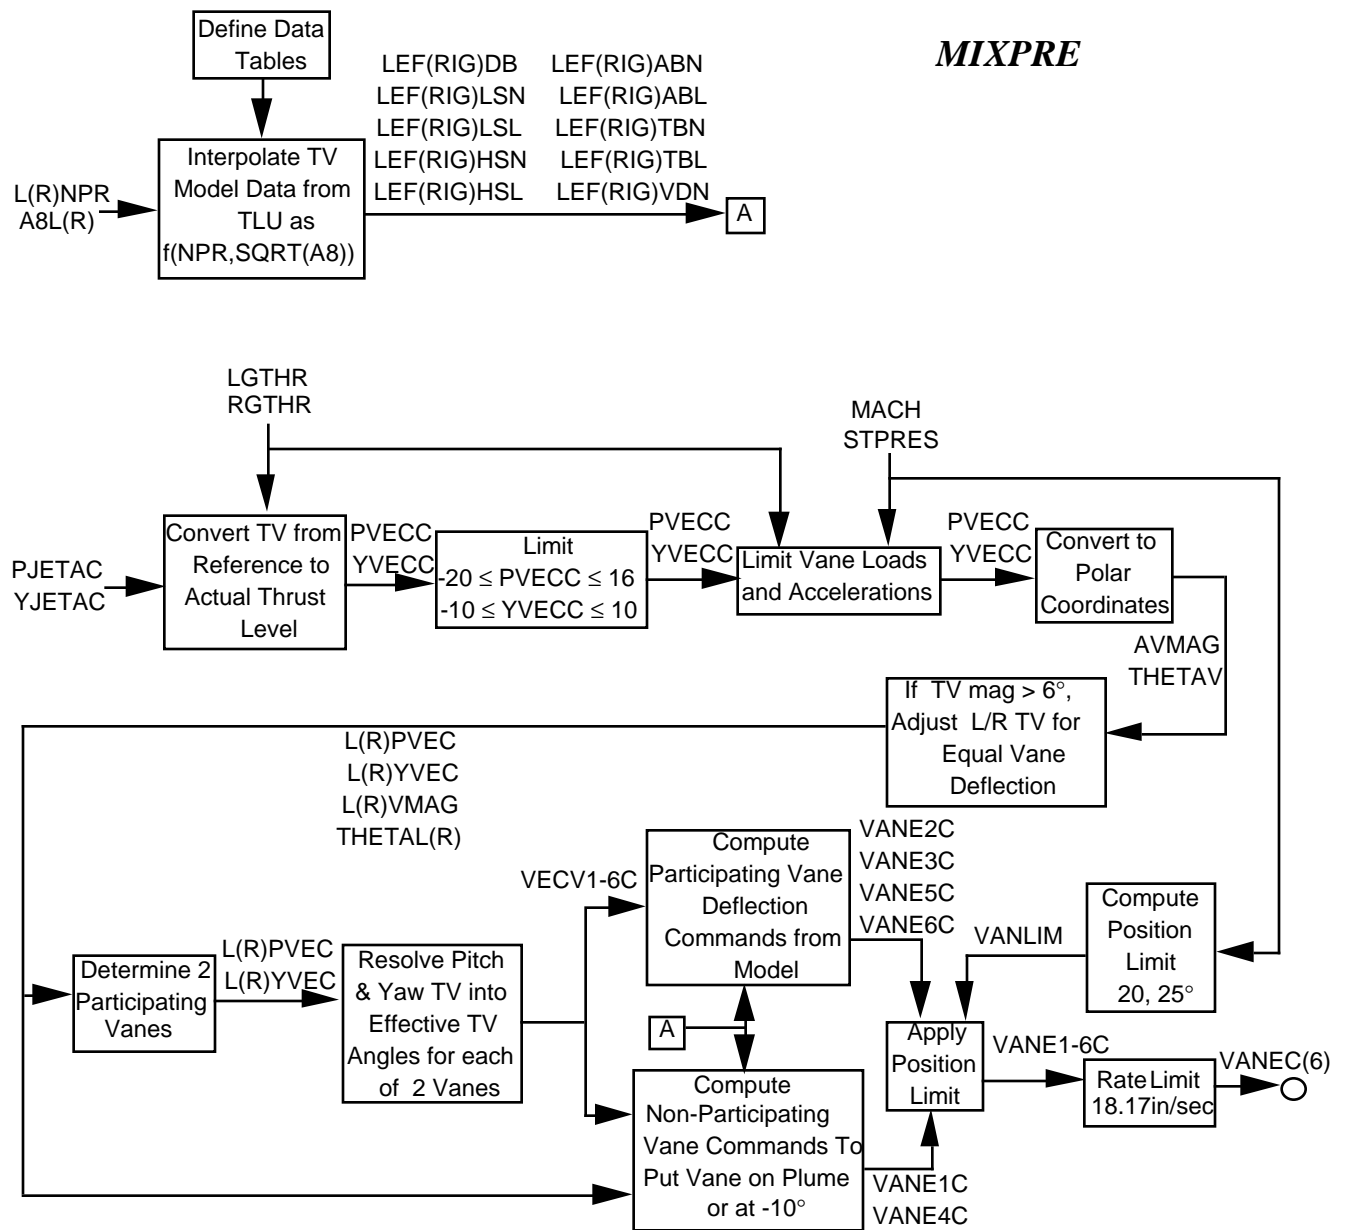 Define Data
Tables
MIXPRE
LEF(RIG)DB LEF(RIG)ABN
LEF(RIG)LSN LEF(RIG)ABL
LEF(RIG)LSL LEF(RIG)TBN
LEF(RIG)HSN LEF(RIG)TBL
LEF(RIG)HSL LEF(RIG)VDN
Interpolate TV
Model Data from
TLU as
f(NPR,SQRT(A8))
L(R)NPR
A8L(R)
A
LGTHR
RGTHR
MACH
STPRES
PJETAC
YJETAC
Convert TV from
Reference to
Actual Thrust
Level
PVECC
YVECC
Limit
-20 ≤ PVECC ≤ 16
-10 ≤ YVECC ≤ 10
PVECC
YVECC
Limit Vane Loads
and Accelerations
PVECC
YVECC
Convert to
Polar
Coordinates
AVMAG
THETAV
If TV mag > 6°,
Adjust L/R TV for
Equal Vane
Deflection
L(R)PVEC
L(R)YVEC
L(R)VMAG
THETAL(R)
Determine 2
Participating
Vanes
L(R)PVEC
L(R)YVEC
Resolve Pitch
& Yaw TV into
Effective TV
Angles for each
of 2 Vanes
VECV1-6C
Compute
Participating Vane
Deflection
Commands from
Model
VANE2C
VANE3C
VANE5C
VANE6C
A
Compute
Non-Participating
Vane Commands To
Put Vane on Plume
or at -10°
VANE1C
VANE4C
VANLIM
Compute
Position
Limit
20, 25°
Apply
Position
Limit
VANE1-6C
Rate Limit
18.17in/sec
VANEC(6)